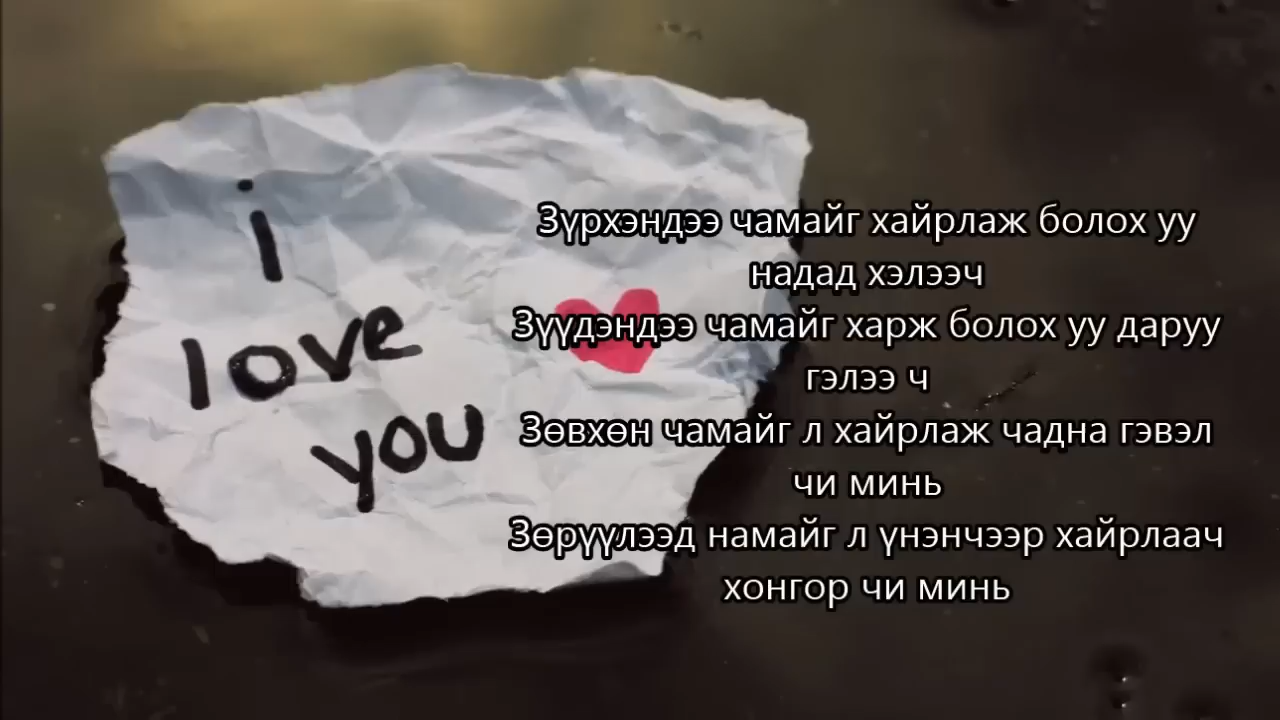 i
love
you
Зүрхэндээ чамайг хайрлаж болох уу
надад хэлээч
Зүүдэндээ чамайг харж болох уу даруу
гэлээ ч
Зөвхөн чамайг л хайрлаж чадна гэвэл
чи минь
Зөрүүлээд намайг л үнэнчээр хайрлаач
хонгор чи минь